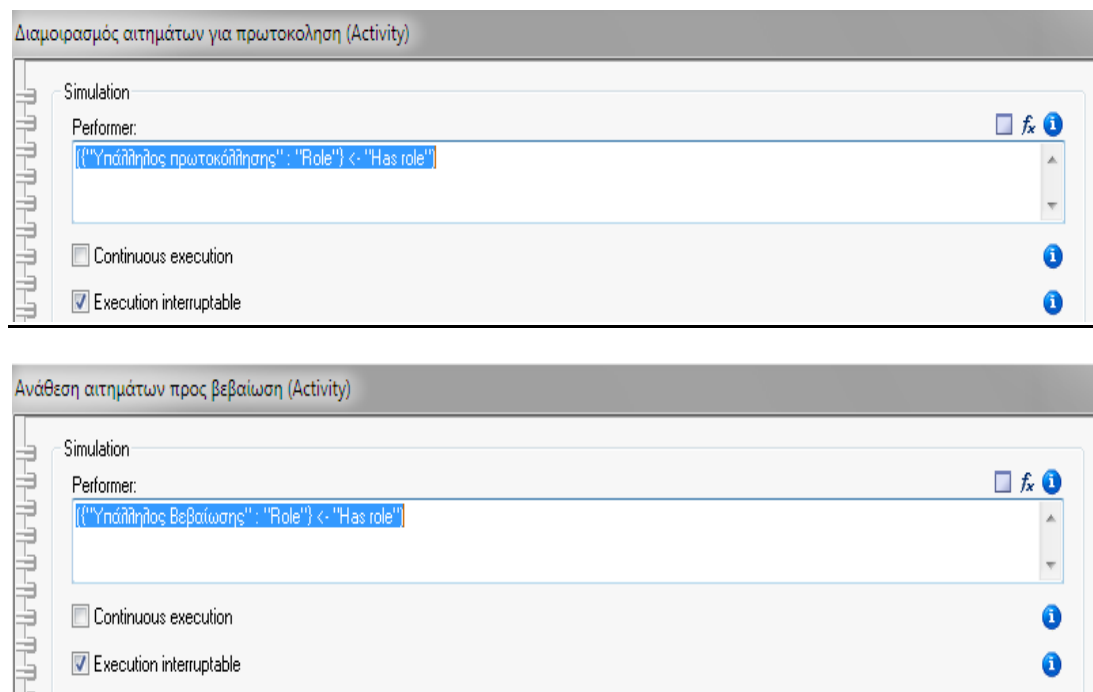 Διαμοιρασμός αιτημάτων για πρωτοκοληση (Activity)
Simulation
Performer:
({"Υπάλληλος πρωτοκόλλησης" : "Role"} <- "Has role")
Continuous execution
Execution interruptable
Ανάθεση αιτημάτων προς βεβαίωση (Activity)
Simulation
Performer:
({"Υπάλληλος Βεβαίωσης" : "Role"} <- "Has role")
Continuous execution
Execution interruptable